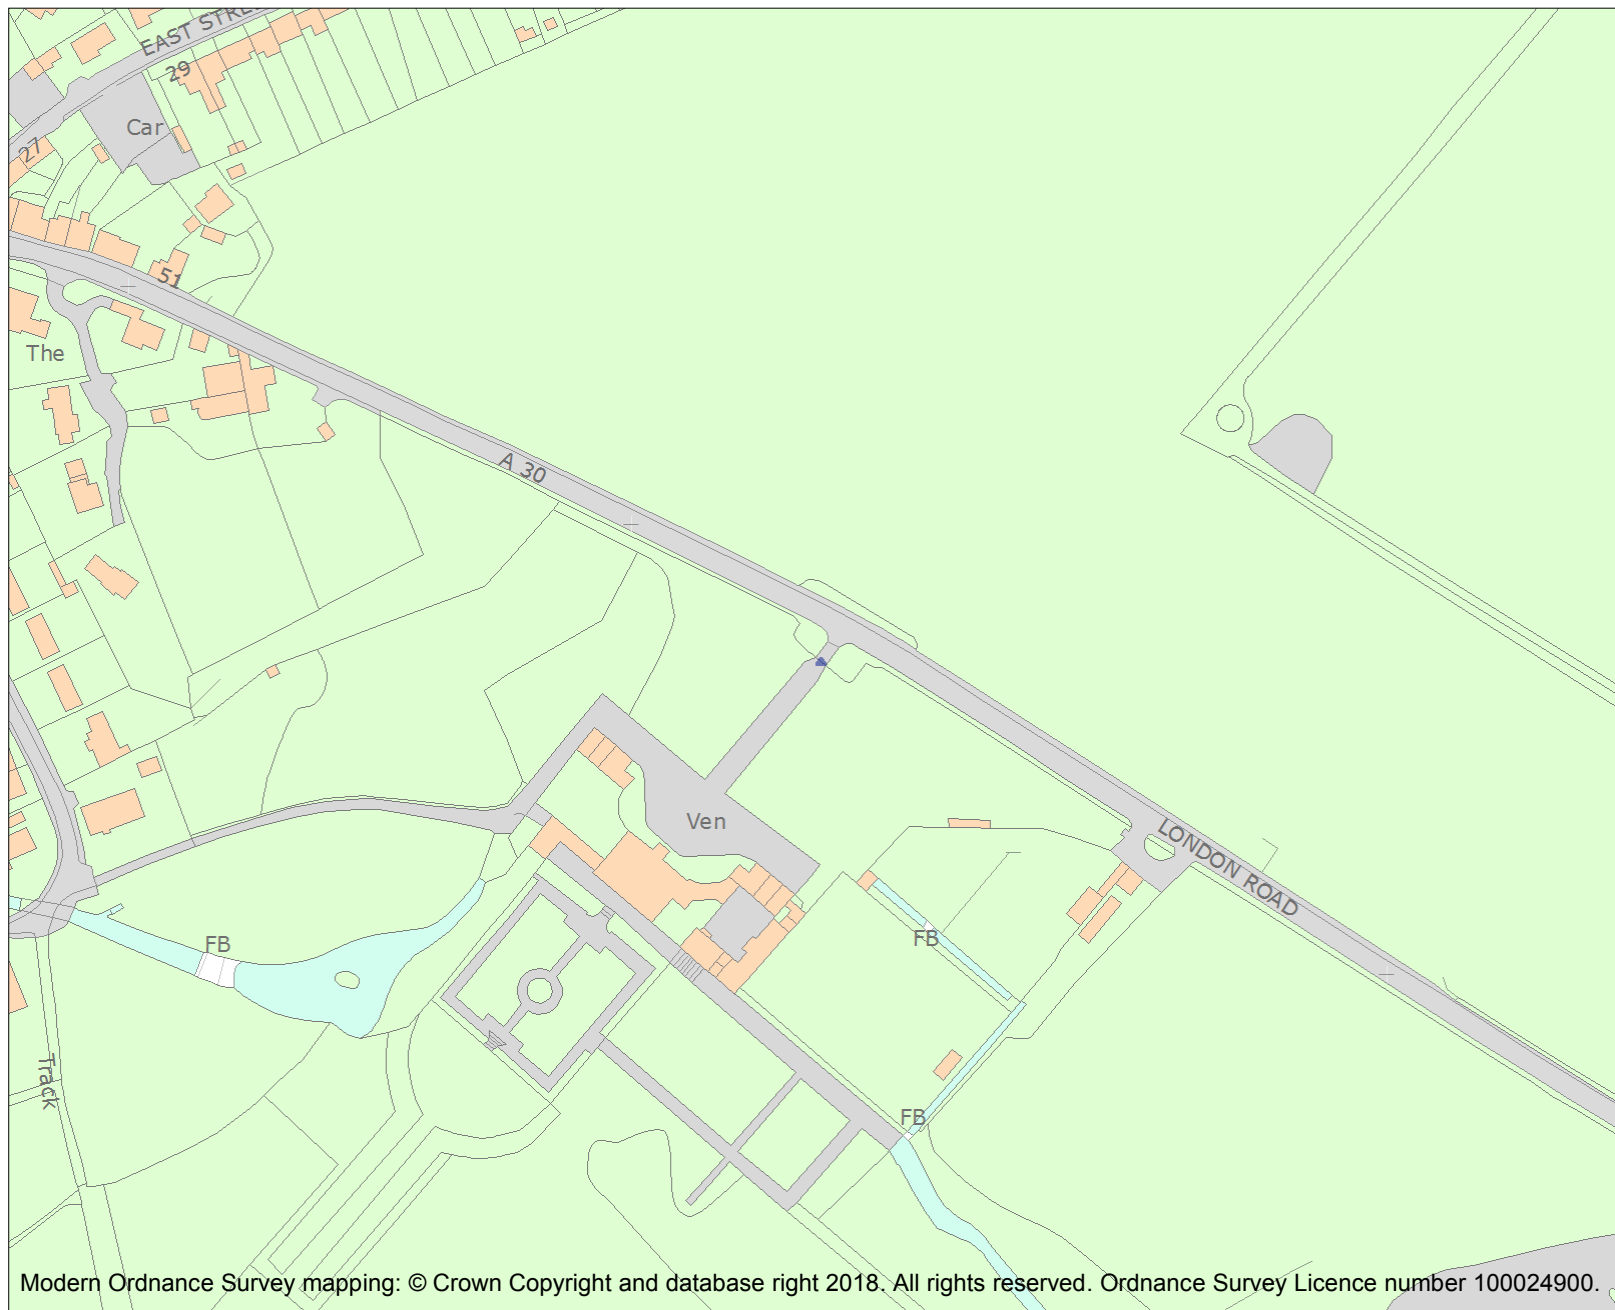 EAST STRE
29
Car
27
51
The
A 30
Ven
LONDON ROAD
FB
FB
Track
FB
Modern Ordnance Survey mapping: © Crown Copyright and database right 2018. All rights reserved. Ordnance Survey Licence number 100024900.